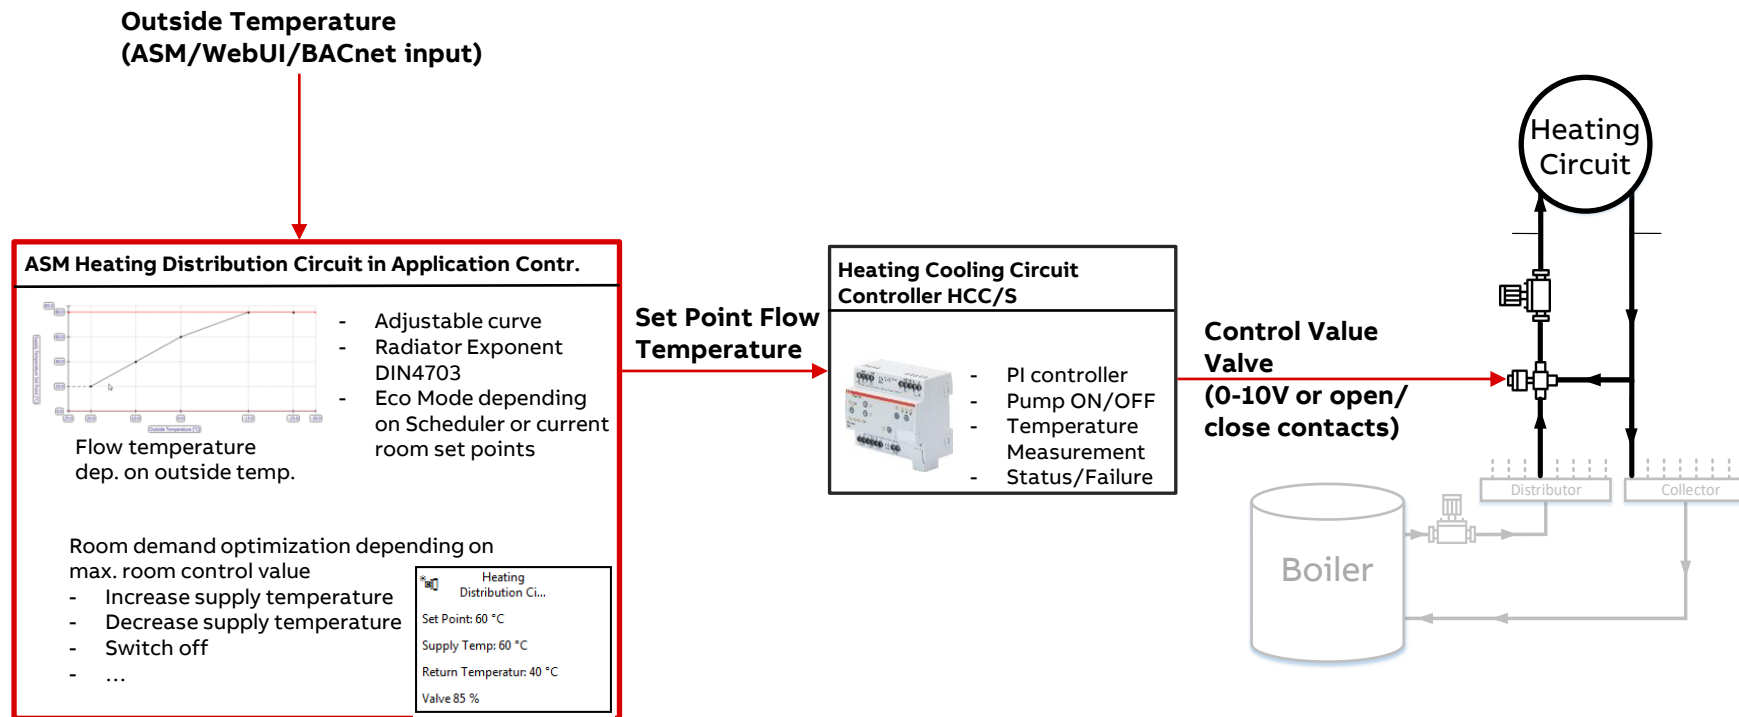 Outside Temperature
(ASM/WebUI/BACnet input)
ASM Heating Distribution Circuit in Application Contr.
- Adjustable curve
- Radiator Exponent
DIN4703
- Eco Mode depending
on Scheduler or current
room set points
Outside Temperature [°C]
Flow temperature
dep. on outside temp.
Room demand optimization depending on
max. room control value
- Increase supply temperature
- Decrease supply temperature
- Switch off
- ...
Heating
Distribution Ci...
Set Point: 60 °C
Supply Temp: 60 °C
Return Temperatur: 40 °C
Valve 85 %
Set Point Flow
Temperature
Heating Cooling Circuit
Controller HCC/S
- PI controller
- Pump ON/OFF
- Temperature
Measurement
- Status/Failure
Control Value
Valve
(0-10V or open/
close contacts)
Heating
Circuit
Distributor
Collector
Boiler